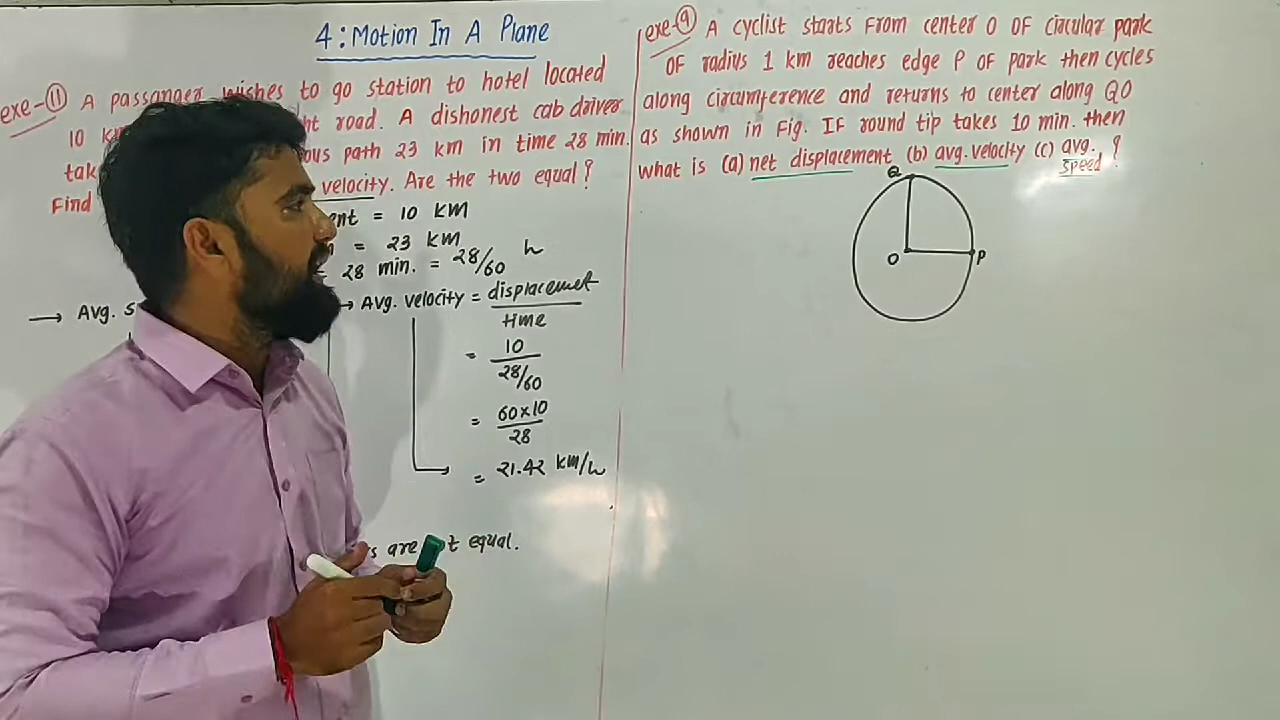 4: Motion In A Plane
exe-11 A passanger wishes to go station to hotel located
10 km ht road. A dishonest cab driver
tak ous path 23 km in time 28 min.
Find velocity. Are the two equal?
ent = 10 KM
= 23 KM
28 min. = 28/60 h
→ Avg. s → Avg. velocity = displacemet
time
= 10
28/60
= 60×10
28
= 21.42 KM/h
s are t equal.
exe-9 A cyclist starts from center O OF circular park
OF radius 1 km reaches edge P OF park then cycles
along circumference and returns to center along QO
as shown in Fig. IF round tip takes 10 min. then
what is (a) net displacement (b) avg. velocity (c) avg. speed ?
Q
O
P